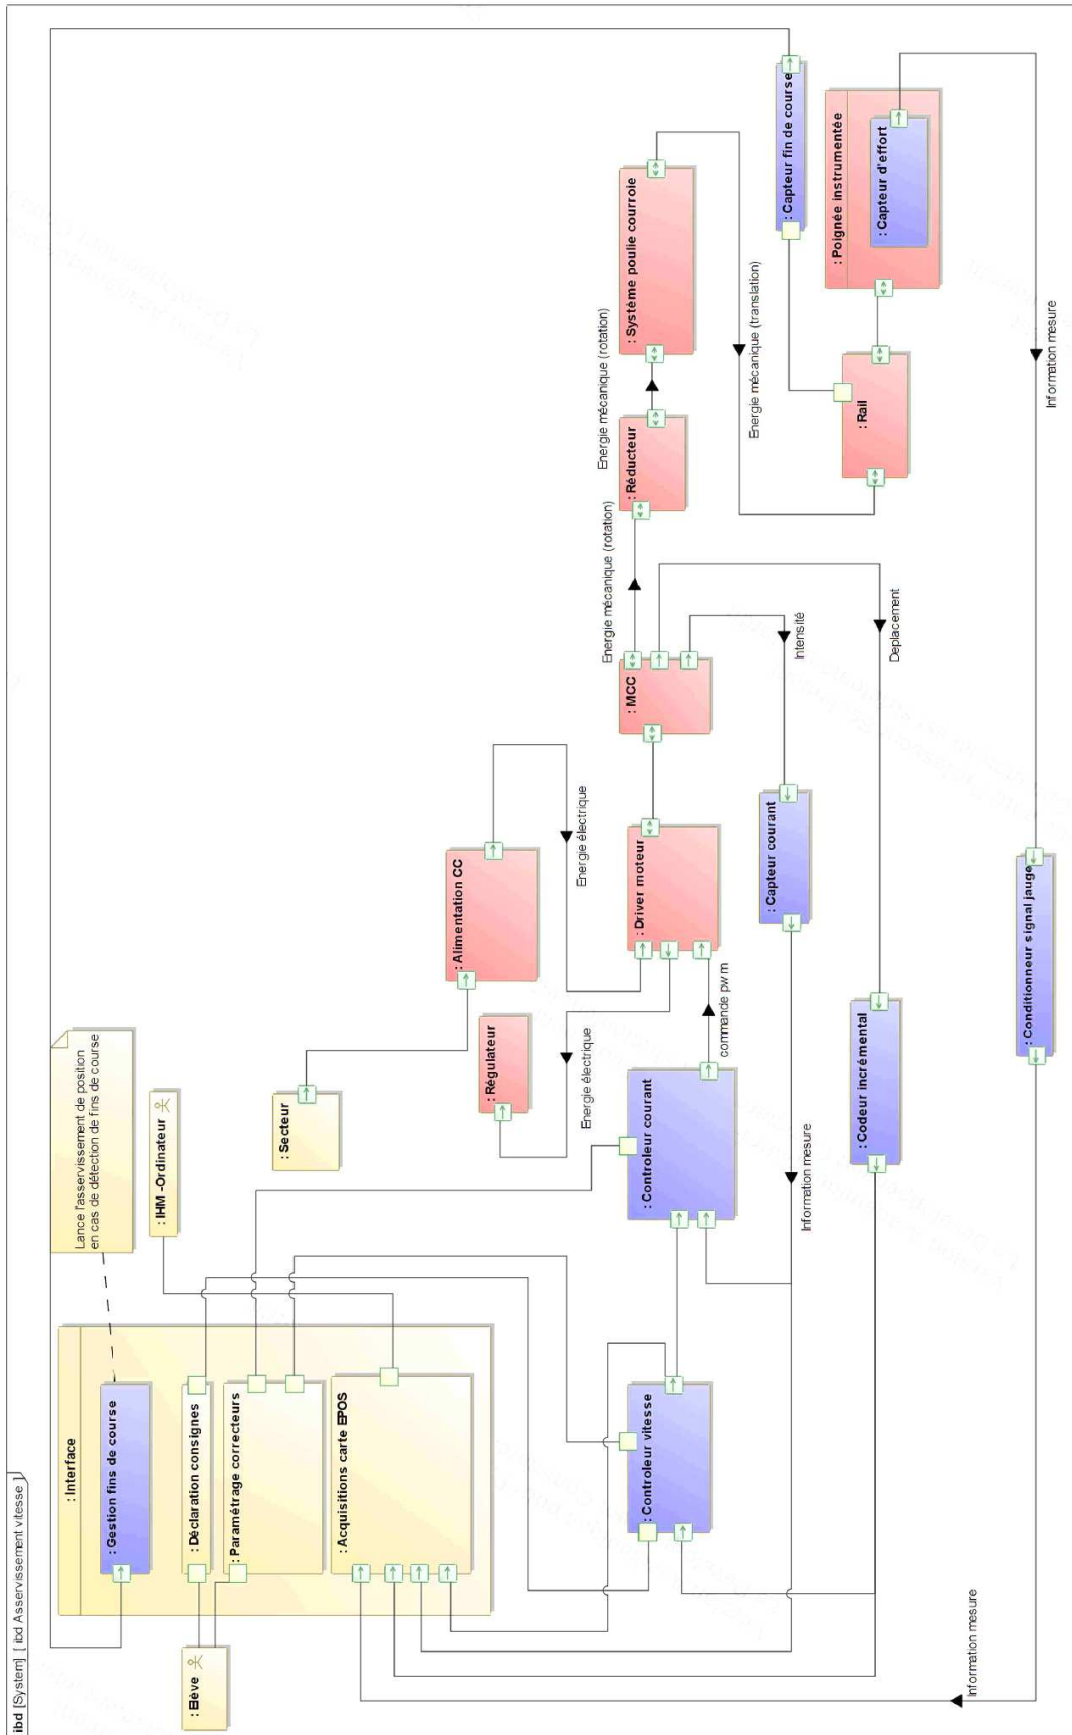 ibd [System] [ ibd Asservissement vitesse ]
: Interface
: Gestion fins de course
: Déclaration consignes
: Paramétrage correcteurs
: Acquisitions carte EPOS
: Elève
Lance l'asservissement de position
en cas de détection de fins de course
: IHM -Ordinateur
: Secteur
: Alimentation CC
Energie électrique
: Régulateur
Energie électrique
: Controleur vitesse
: Controleur courant
commande pwm
: Driver moteur
: MCC
Energie mécanique (rotation)
: Réducteur
Energie mécanique (rotation)
: Système poulie courroie
Energie mécanique (translation)
: Capteur fin de course
: Poignée instrumentée
: Capteur d'effort
: Rail
Intensité
: Capteur courant
Information mesure
Deplacement
: Codeur incrémental
Information mesure
: Conditionneur signal jauge
Information mesure